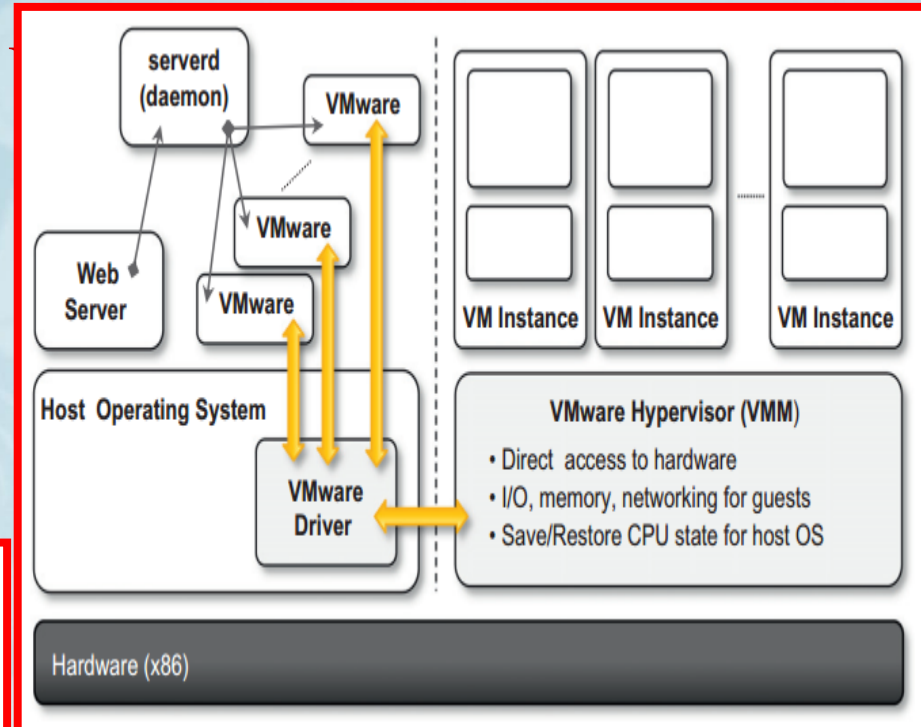 serverd
(daemon)
VMware
VMware
VMware
Web
Server
Host Operating System
VMware
Driver
VM Instance
VM Instance
VM Instance
VMware Hypervisor (VMM)
• Direct access to hardware
• I/O, memory, networking for guests
• Save/Restore CPU state for host OS
Hardware (x86)